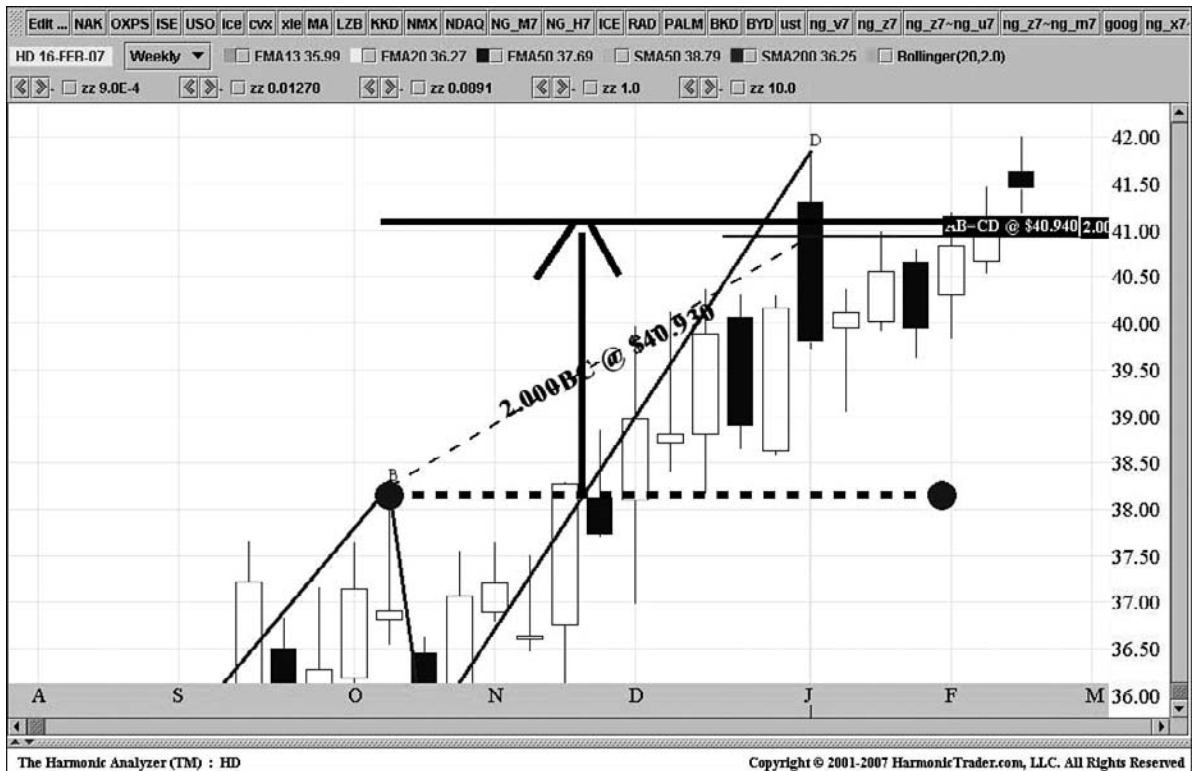 Edit ... NAK OXPS ISE USO ice cvx xle MA LZB KKD NMX NDAQ NG_M7 NG_H7 ICE RAD PALM BKD BYD ust ng_v7 ng_z7 ng_z7~ng_u7 ng_z7~ng_m7 goog ng_x7~
HD 16-FEB-07 Weekly EMA13 35.99 EMA20 36.27 EMA50 37.69 SMA50 38.79 SMA200 36.25 Bollinger(20,2.0)
zz 9.0E-4 zz 0.01270 zz 0.0891 zz 1.0 zz 10.0
D
42.00
41.50
AB=CD @ $40.940 2.00
41.00
40.50
2.000BC @ $40.930
40.00
39.50
39.00
B
38.50
38.00
37.50
37.00
36.50
36.00
A S O N D J F M
The Harmonic Analyzer (TM) : HD Copyright © 2001-2007 HarmonicTrader.com, LLC. All Rights Reserved